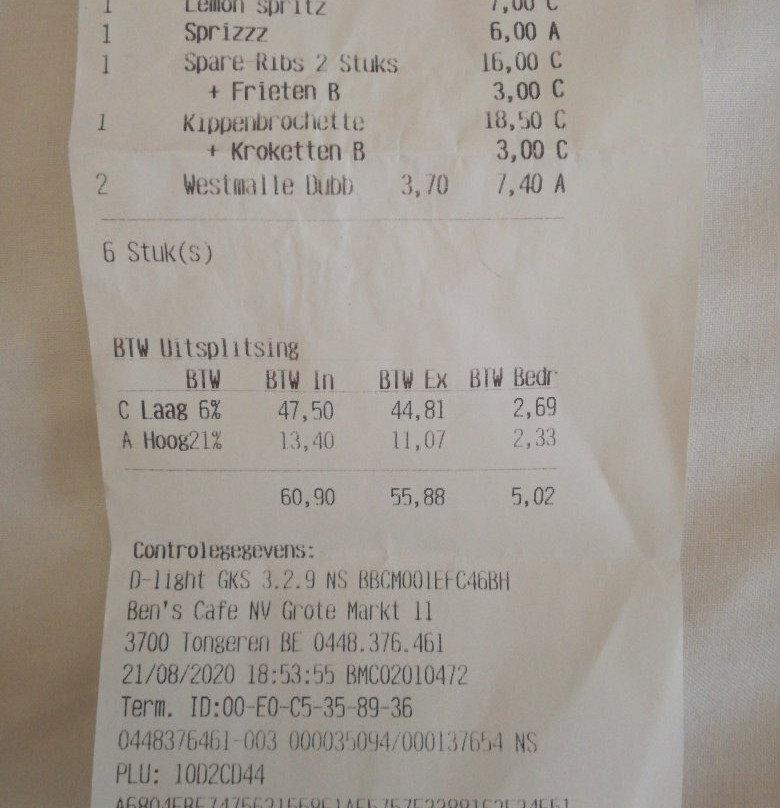 1 Lemon Spritz 7,00 C
1 Sprizzz 6,00 A
1 Spare Ribs 2 Stuks 16,00 C
+ Frieten B 3,00 C
1 Kippenbrochette 18,50 C
+ Kroketten B 3,00 C
2 Westmalle Dubb 3,70 7,40 A
6 Stuk(s)
BTW Uitsplitsing
BTW BTW In BTW Ex BTW Bedr
C Laag 6% 47,50 44,81 2,69
A Hoog21% 13,40 11,07 2,33
60,90 55,88 5,02
Controlegegevens:
D-light GKS 3.2.9 NS BBCM001EFC46BH
Ben's Cafe NV Grote Markt 11
3700 Tongeren BE 0448.376.461
21/08/2020 18:53:55 BMC02010472
Term. ID:00-E0-C5-35-89-36
0448376461-003 000035094/000137654 NS
PLU: 10D2CD44